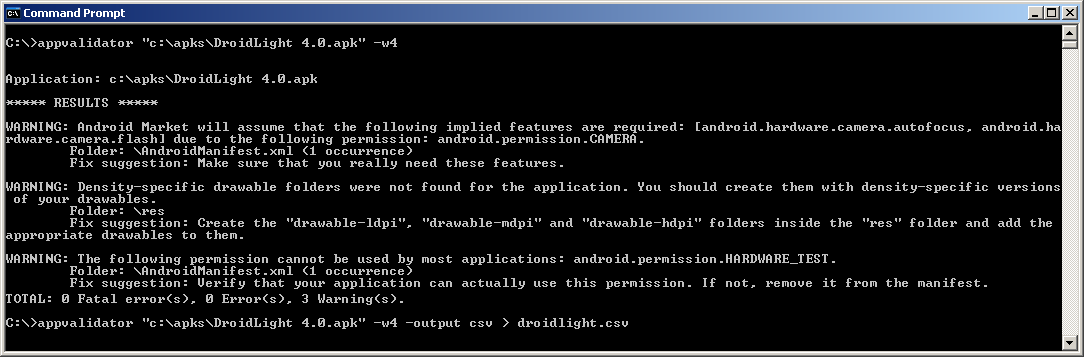 Command Prompt
C:\>appvalidator "c:\apks\DroidLight 4.0.apk" -w4
Application: c:\apks\DroidLight 4.0.apk
***** RESULTS *****
WARNING: Android Market will assume that the following implied features are required: [android.hardware.camera.autofocus, android.ha
rdware.camera.flash] due to the following permission: android.permission.CAMERA.
Folder: \AndroidManifest.xml (1 occurrence)
Fix suggestion: Make sure that you really need these features.
WARNING: Density-specific drawable folders were not found for the application. You should create them with density-specific versions
of your drawables.
Folder: \res
Fix suggestion: Create the "drawable-ldpi", "drawable-mdpi" and "drawable-hdpi" folders inside the "res" folder and add the
appropriate drawables to them.
WARNING: The following permission cannot be used by most applications: android.permission.HARDWARE_TEST.
Folder: \AndroidManifest.xml (1 occurrence)
Fix suggestion: Verify that your application can actually use this permission. If not, remove it from the manifest.
TOTAL: 0 Fatal error(s), 0 Error(s), 3 Warning(s).
C:\>appvalidator "c:\apks\DroidLight 4.0.apk" -w4 -output csv > droidlight.csv